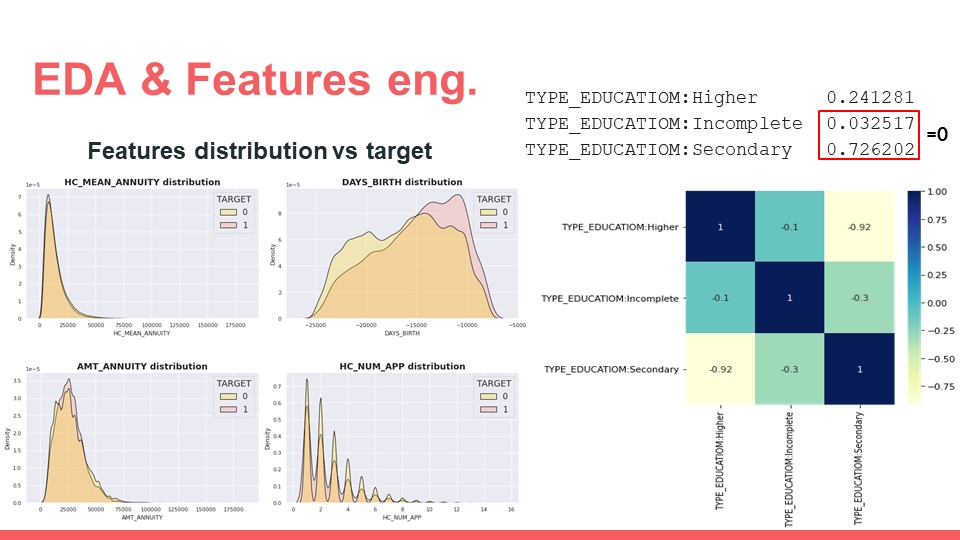 EDA & Features eng.
Features distribution vs target
TYPE_EDUCATIOM:Higher 0.241281
TYPE_EDUCATIOM:Incomplete 0.032517
TYPE_EDUCATIOM:Secondary 0.726202
=0
HC_MEAN_ANNUITY distribution
1e-5
TARGET
0
1
7
6
5
4
3
2
1
0
Density
0 25000 50000 75000 100000 125000 150000 175000
HC_MEAN_ANNUITY
DAYS_BIRTH distribution
1e-5
TARGET
0
1
8
6
4
2
0
Density
−25000 −20000 −15000 −10000 −5000
DAYS_BIRTH
AMT_ANNUITY distribution
1e-5
TARGET
0
1
3.5
3.0
2.5
2.0
1.5
1.0
0.5
0.0
Density
0 25000 50000 75000 100000 125000 150000 175000
AMT_ANNUITY
HC_NUM_APP distribution
TARGET
0
1
0.7
0.6
0.5
0.4
0.3
0.2
0.1
0.0
Density
0 2 4 6 8 10 12 14 16
HC_NUM_APP
TYPE_EDUCATIOM:Higher 1 -0.1 -0.92
TYPE_EDUCATIOM:Incomplete -0.1 1 -0.3
TYPE_EDUCATIOM:Secondary -0.92 -0.3 1
TYPE_EDUCATIOM:Higher
TYPE_EDUCATIOM:Incomplete
TYPE_EDUCATIOM:Secondary
1.00
0.75
0.50
0.25
0.00
−0.25
−0.50
−0.75